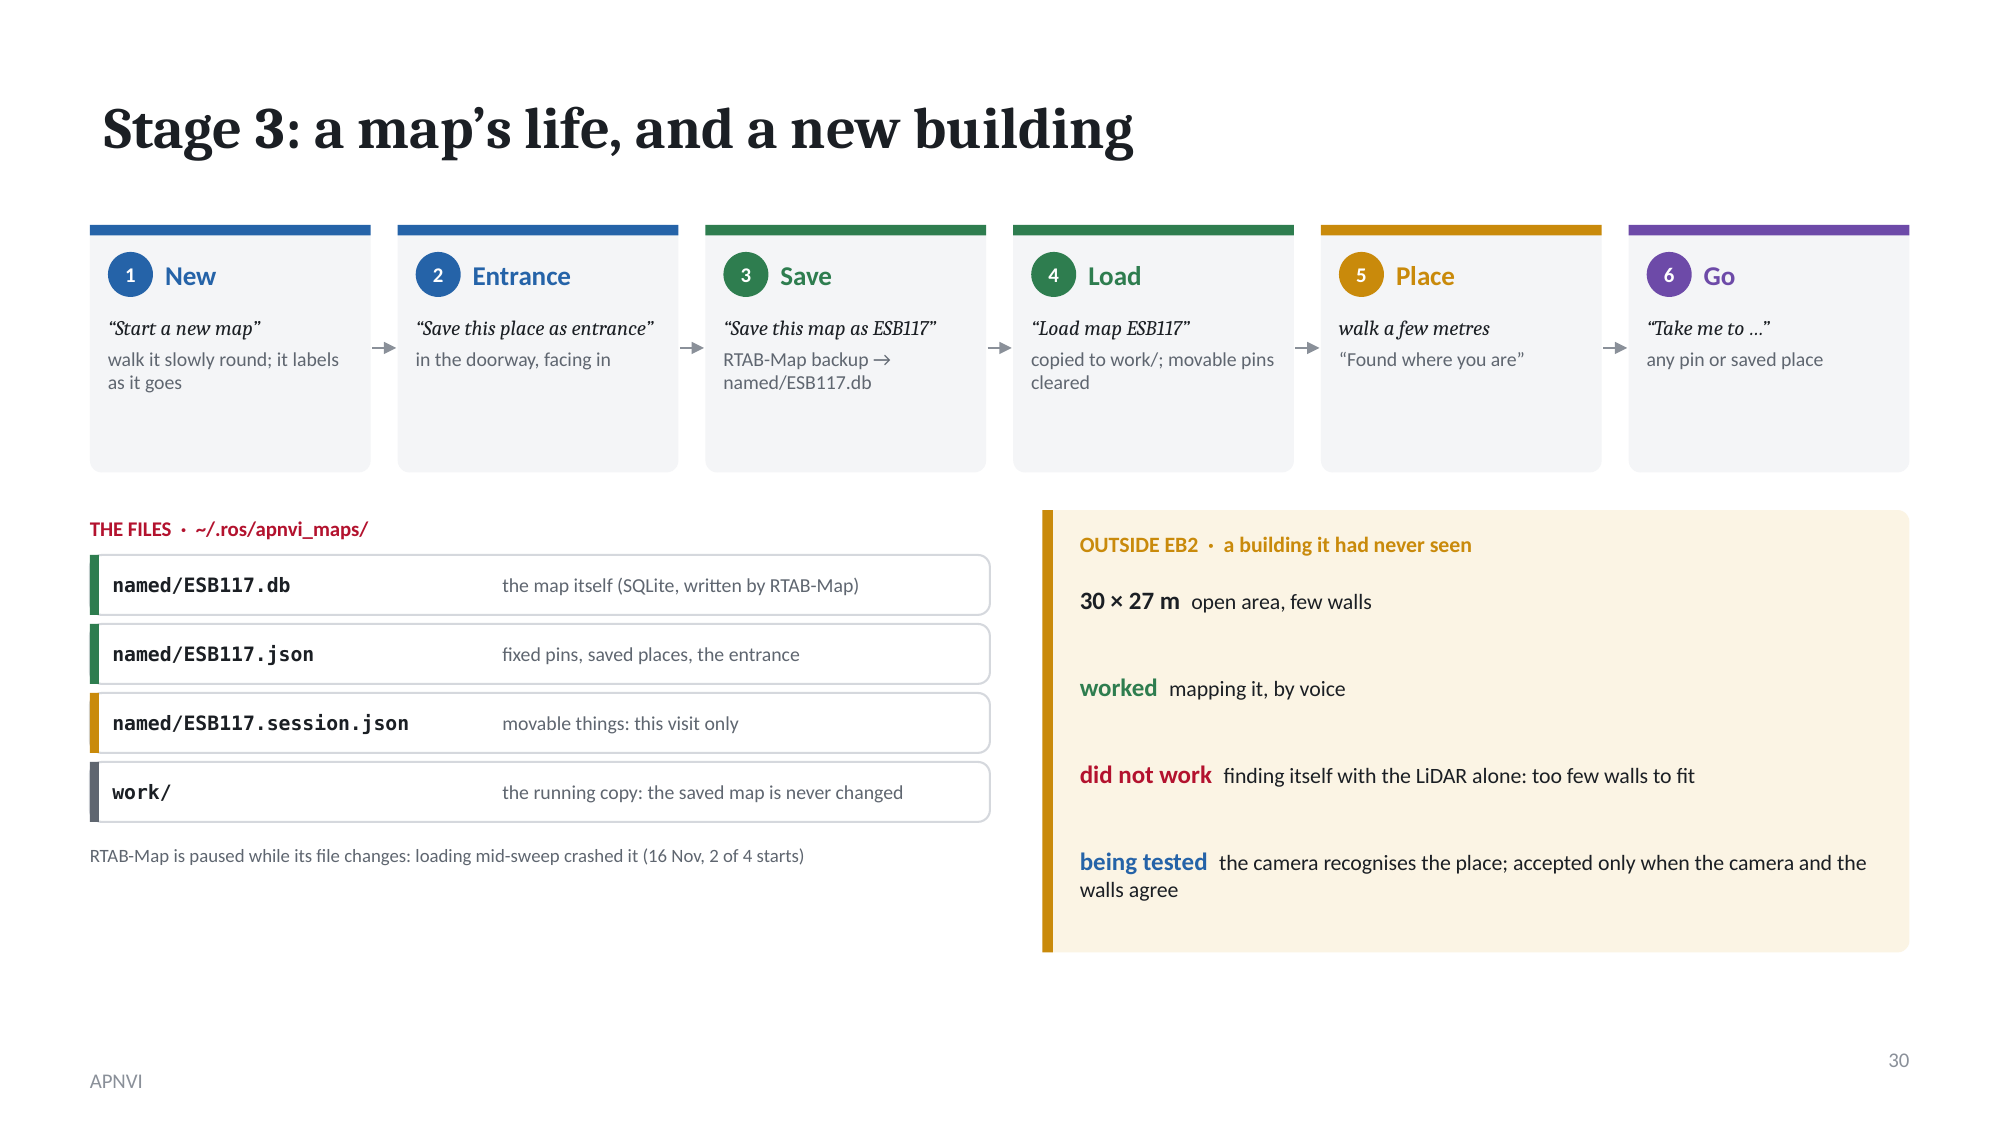 Stage 3: a map’s life, and a new building
1 New
“Start a new map”
walk it slowly round; it labels
as it goes
2 Entrance
“Save this place as entrance”
in the doorway, facing in
3 Save
“Save this map as ESB117”
RTAB-Map backup →
named/ESB117.db
4 Load
“Load map ESB117”
copied to work/; movable pins
cleared
5 Place
walk a few metres
“Found where you are”
6 Go
“Take me to ...”
any pin or saved place
THE FILES · ~/.ros/apnvi_maps/
named/ESB117.db the map itself (SQLite, written by RTAB-Map)
named/ESB117.json fixed pins, saved places, the entrance
named/ESB117.session.json movable things: this visit only
work/ the running copy: the saved map is never changed
RTAB-Map is paused while its file changes: loading mid-sweep crashed it (16 Nov, 2 of 4 starts)
OUTSIDE EB2 · a building it had never seen
30 × 27 m open area, few walls
worked mapping it, by voice
did not work finding itself with the LiDAR alone: too few walls to fit
being tested the camera recognises the place; accepted only when the camera and the
walls agree
APNVI
30